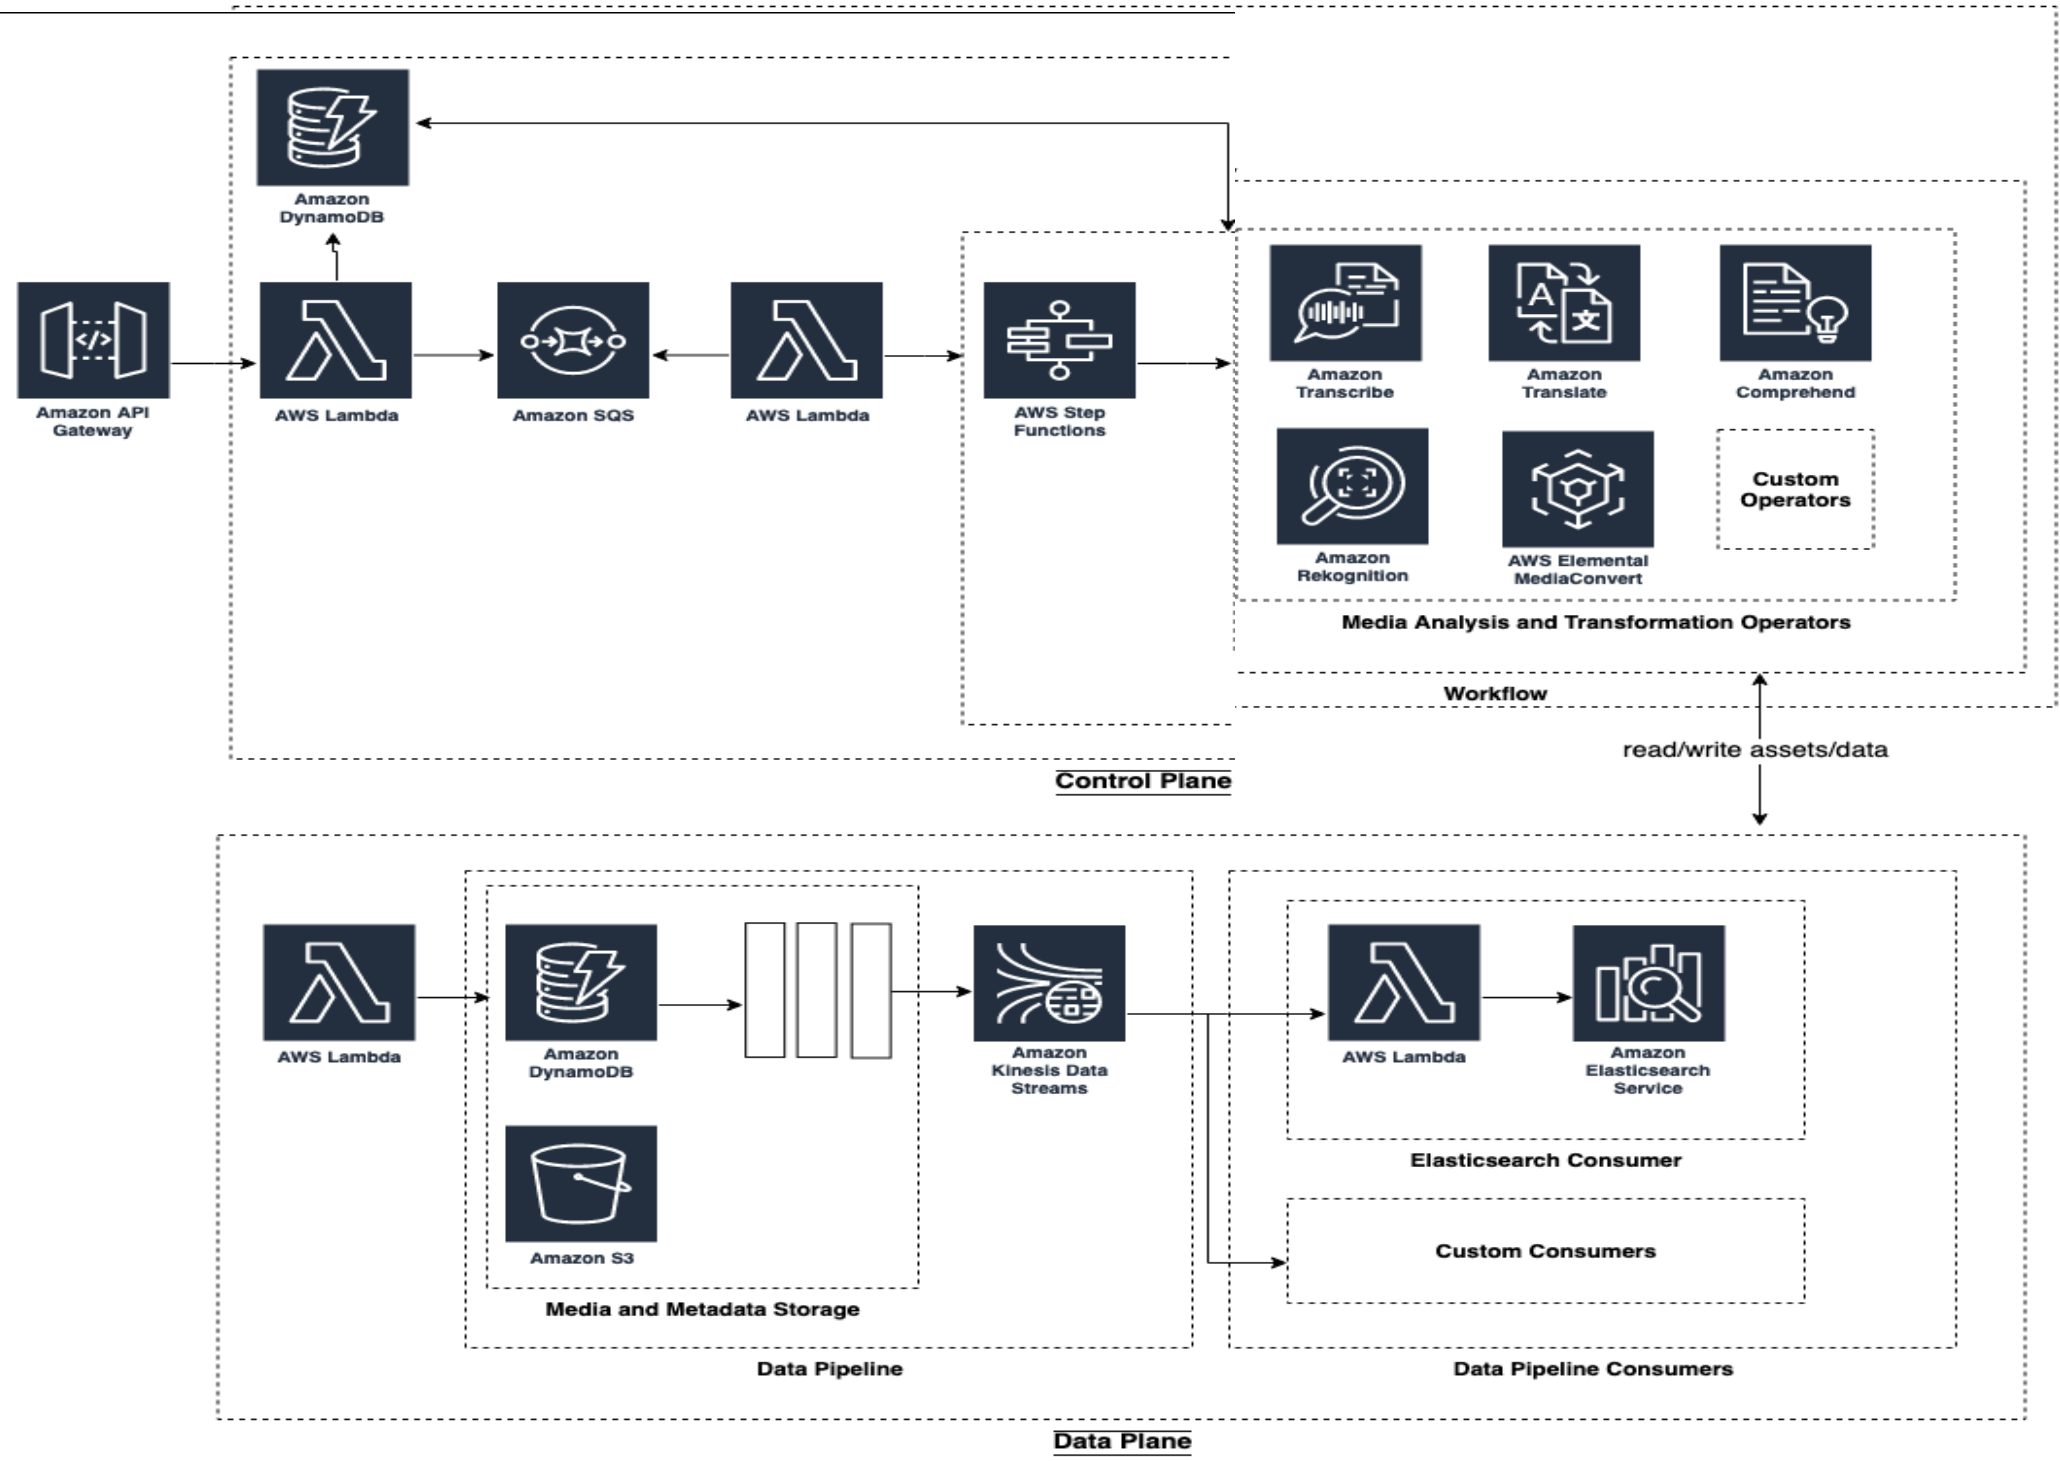 Amazon
DynamoDB
Amazon API
Gateway
</>
AWS Lambda
Amazon SQS
AWS Lambda
AWS Step
Functions
Amazon
Transcribe
A
文
Amazon
Translate
Amazon
Comprehend
Amazon
Rekognition
AWS Elemental
MediaConvert
Custom
Operators
Media Analysis and Transformation Operators
Workflow
Control Plane
read/write assets/data
AWS Lambda
Amazon
DynamoDB
Amazon S3
Media and Metadata Storage
Amazon
Kinesis Data
Streams
Data Pipeline
AWS Lambda
Amazon
Elasticsearch
Service
Elasticsearch Consumer
Custom Consumers
Data Pipeline Consumers
Data Plane